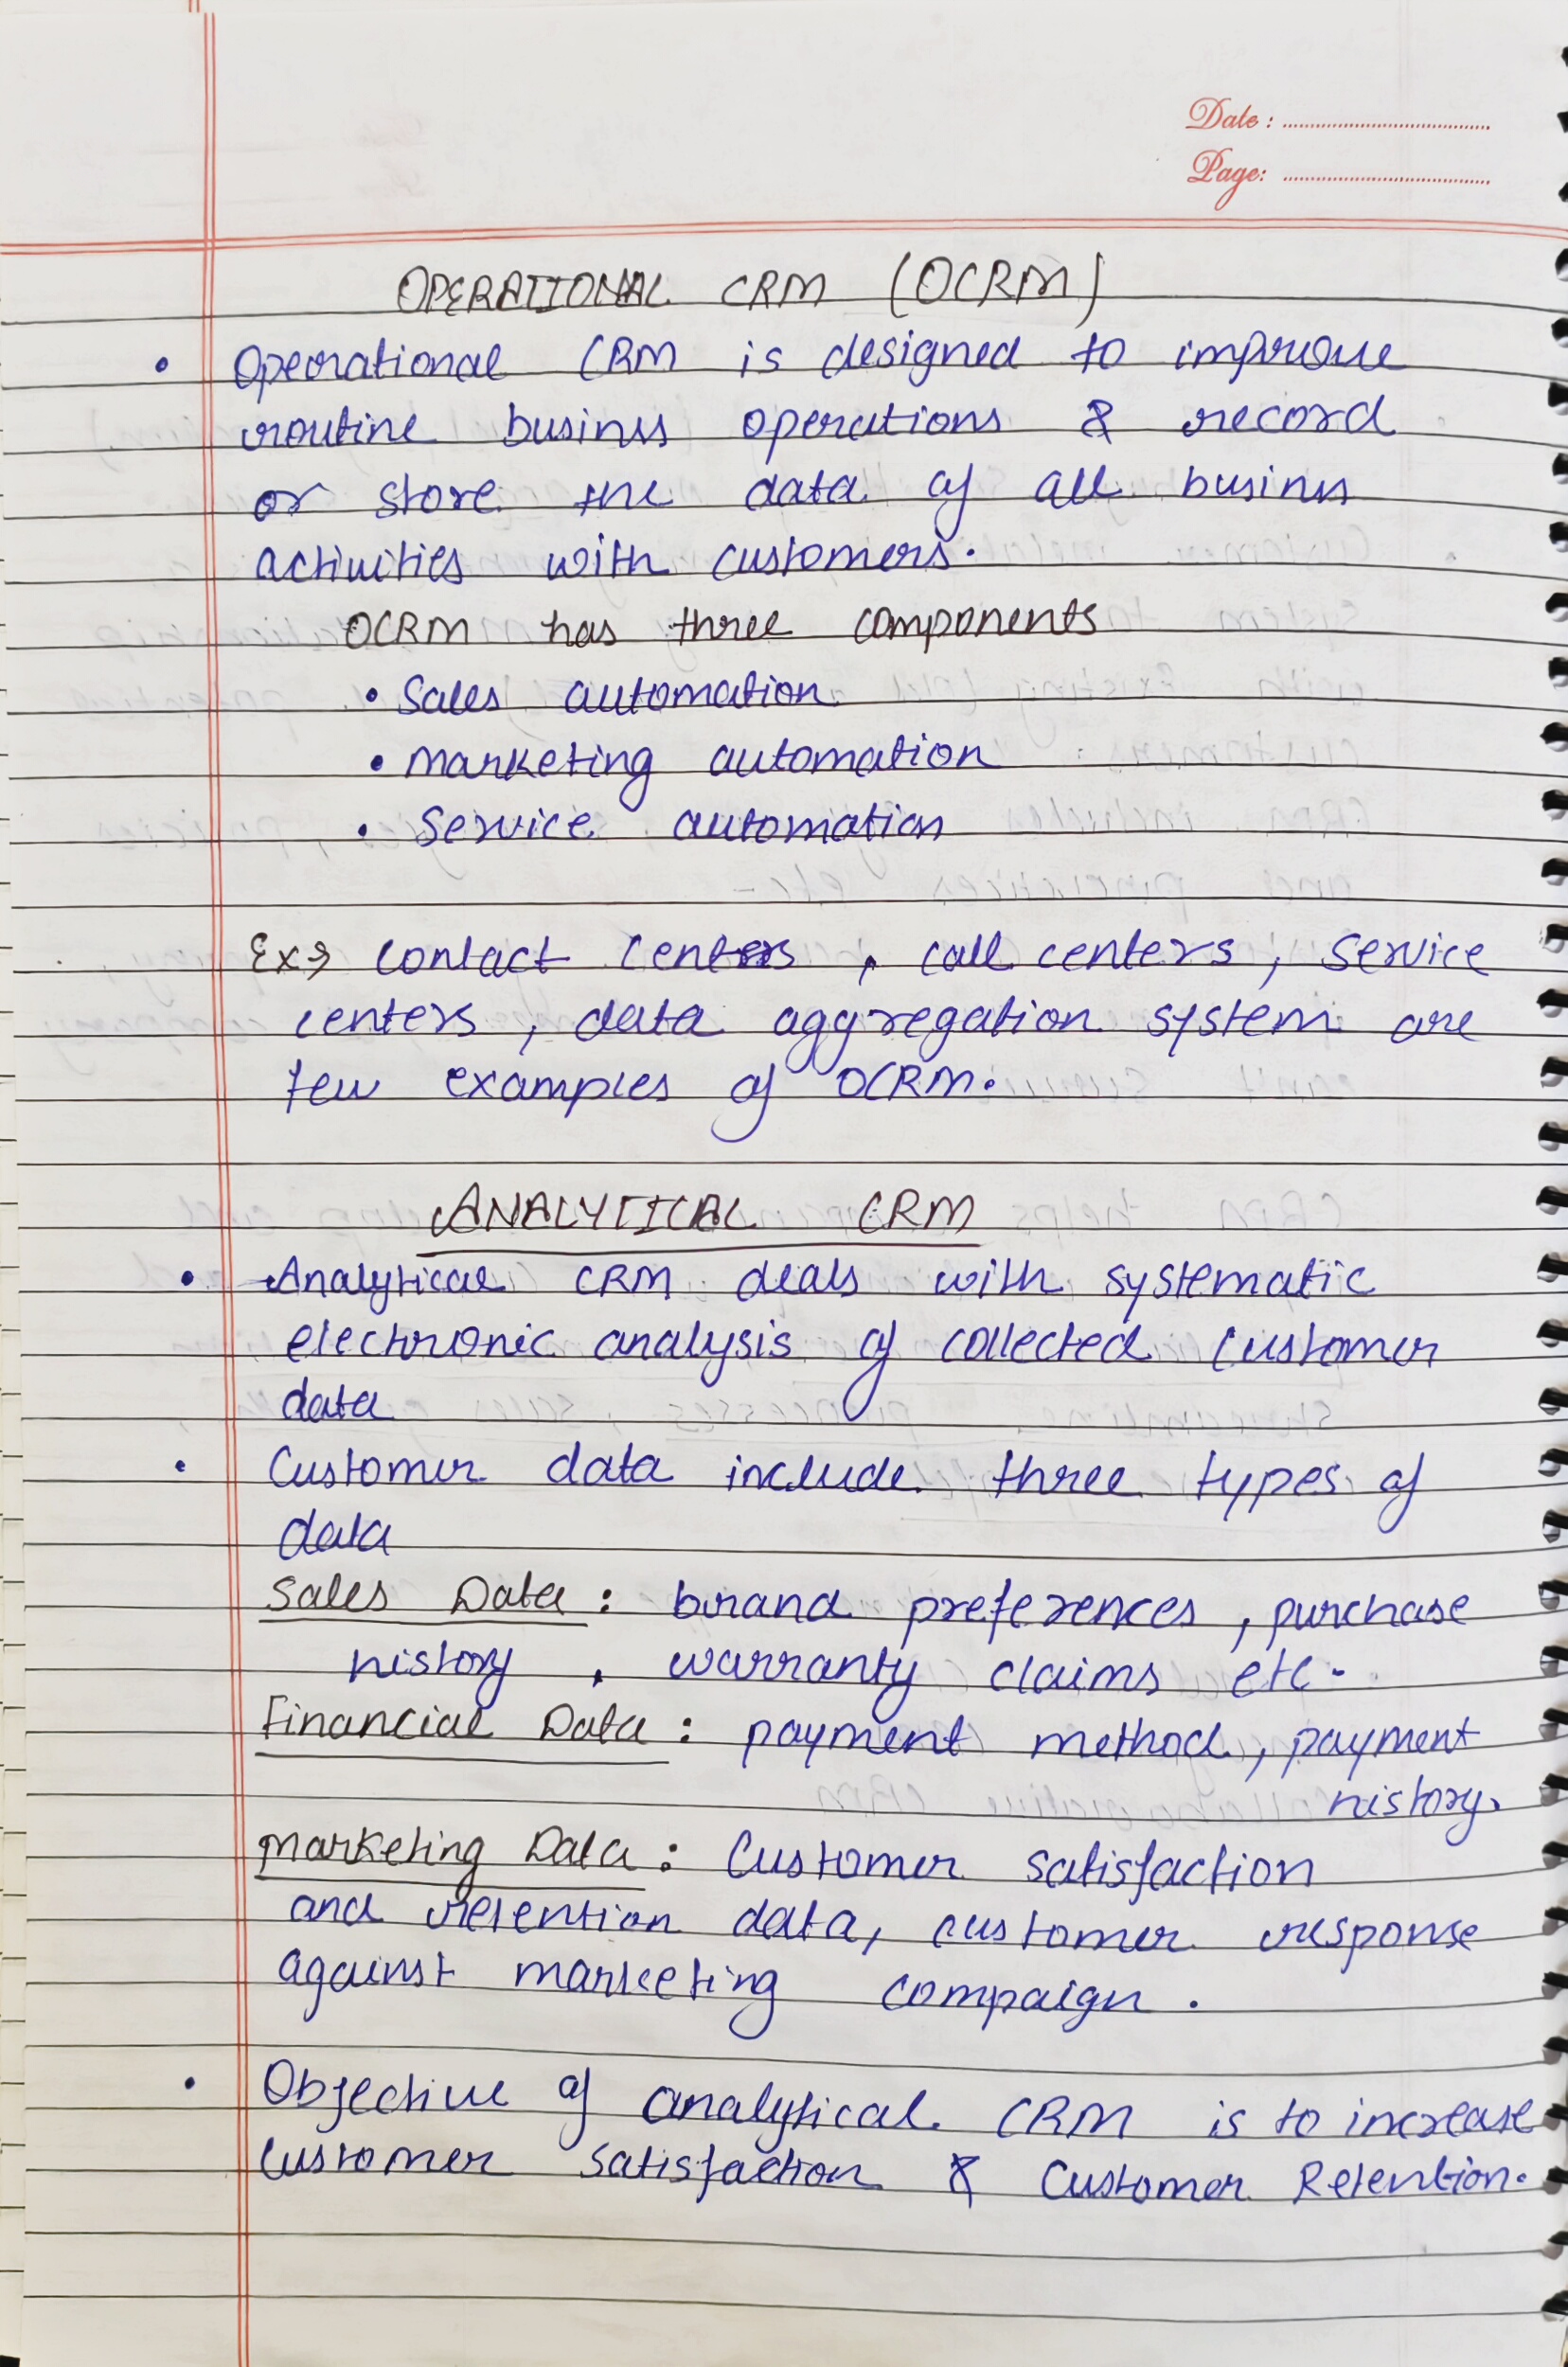 Date :
Page:
OPERATIONAL CRM (OCRM)
• Operational CRM is designed to improve
routine business operations & record
or store the data of all business
activities with customers.
OCRM has three components
• Sales automation
• Marketing automation
• Service automation
Ex→ Contact Centers , call centers , service
centers , data aggregation system are
few examples of OCRM.
ANALYTICAL CRM
• Analytical CRM deals with systematic
electronic analysis of collected customer
data
• Customer data include three types of
data
Sales Data : brand preferences , purchase
history , warranty claims etc.
Financial Data : payment method , payment
history.
Marketing Data : Customer satisfaction
and retention data, customer response
against marketing compaign .
• Objective of analytical CRM is to increase
customer satisfaction & Customer Retention.